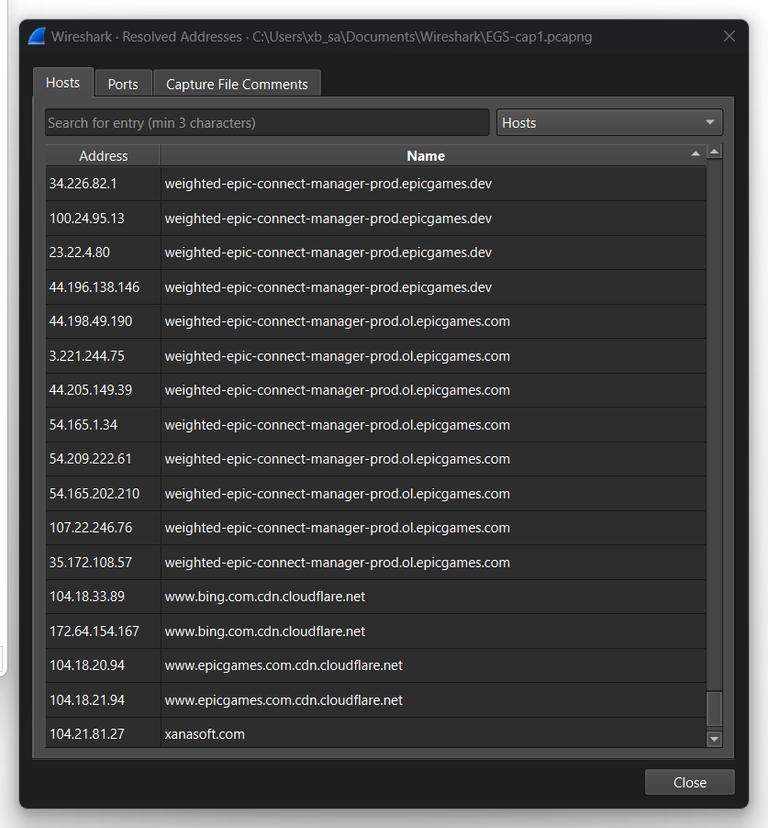 Wireshark · Resolved Addresses · C:\Users\xb_sa\Documents\Wireshark\EGS-cap1.pcapng
Hosts Ports Capture File Comments
Search for entry (min 3 characters) Hosts
Address Name
34.226.82.1 weighted-epic-connect-manager-prod.epicgames.dev
100.24.95.13 weighted-epic-connect-manager-prod.epicgames.dev
23.22.4.80 weighted-epic-connect-manager-prod.epicgames.dev
44.196.138.146 weighted-epic-connect-manager-prod.epicgames.dev
44.198.49.190 weighted-epic-connect-manager-prod.ol.epicgames.com
3.221.244.75 weighted-epic-connect-manager-prod.ol.epicgames.com
44.205.149.39 weighted-epic-connect-manager-prod.ol.epicgames.com
54.165.1.34 weighted-epic-connect-manager-prod.ol.epicgames.com
54.209.222.61 weighted-epic-connect-manager-prod.ol.epicgames.com
54.165.202.210 weighted-epic-connect-manager-prod.ol.epicgames.com
107.22.246.76 weighted-epic-connect-manager-prod.ol.epicgames.com
35.172.108.57 weighted-epic-connect-manager-prod.ol.epicgames.com
104.18.33.89 www.bing.com.cdn.cloudflare.net
172.64.154.167 www.bing.com.cdn.cloudflare.net
104.18.20.94 www.epicgames.com.cdn.cloudflare.net
104.18.21.94 www.epicgames.com.cdn.cloudflare.net
104.21.81.27 xanasoft.com
Close